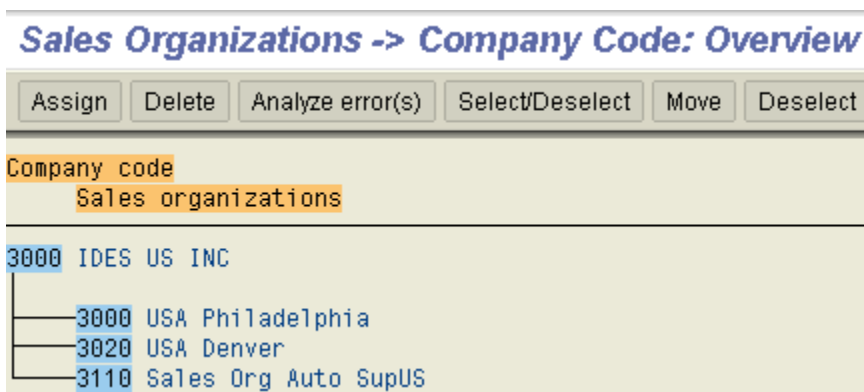 Sales Organizations -> Company Code: Overview
Assign Delete Analyze error(s) Select/Deselect Move Deselect
Company code
Sales organizations
3000 IDES US INC
3000 USA Philadelphia
3020 USA Denver
3110 Sales Org Auto SupUS